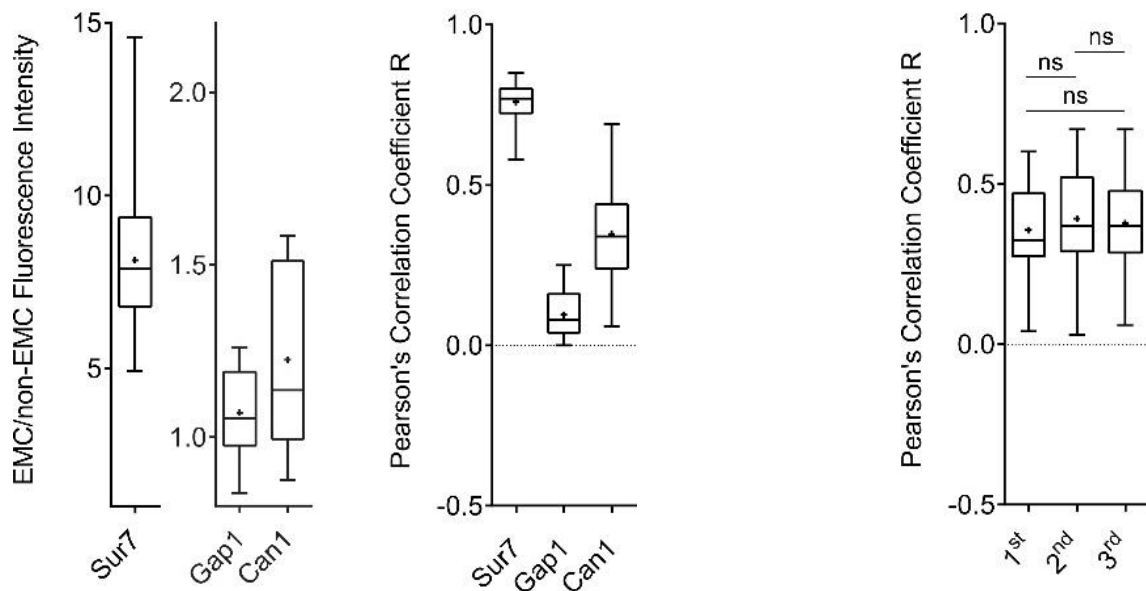 EMC/non-EMC Fluorescence Intensity
15
10
5
Sur7
2.0
1.5
1.0
Gap1
Can1
Pearson's Correlation Coefficient R
1.0
0.5
0.0
-0.5
Sur7
Gap1
Can1
Pearson's Correlation Coefficient R
1.0
0.5
0.0
-0.5
ns
ns
ns
1st
2nd
3rd